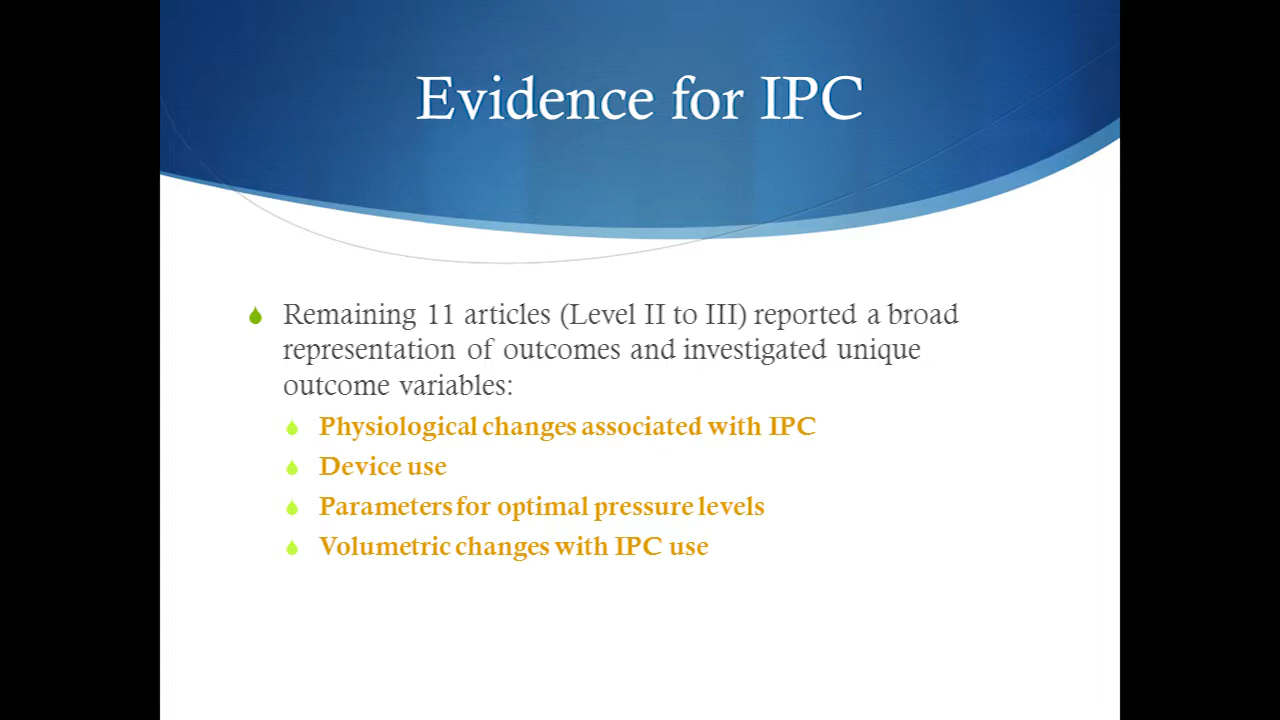 Evidence for IPC
Remaining 11 articles (Level II to III) reported a broad
representation of outcomes and investigated unique
outcome variables:
Physiological changes associated with IPC
Device use
Parameters for optimal pressure levels
Volumetric changes with IPC use